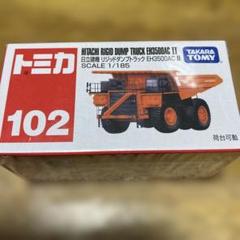 トミカ
HITACHI RIGID DUMP TRUCK EH3500AC II
日立建機 リジッドダンプトラック EH3500AC II
SCALE 1/185
TAKARA
TOMY
102
荷台可動